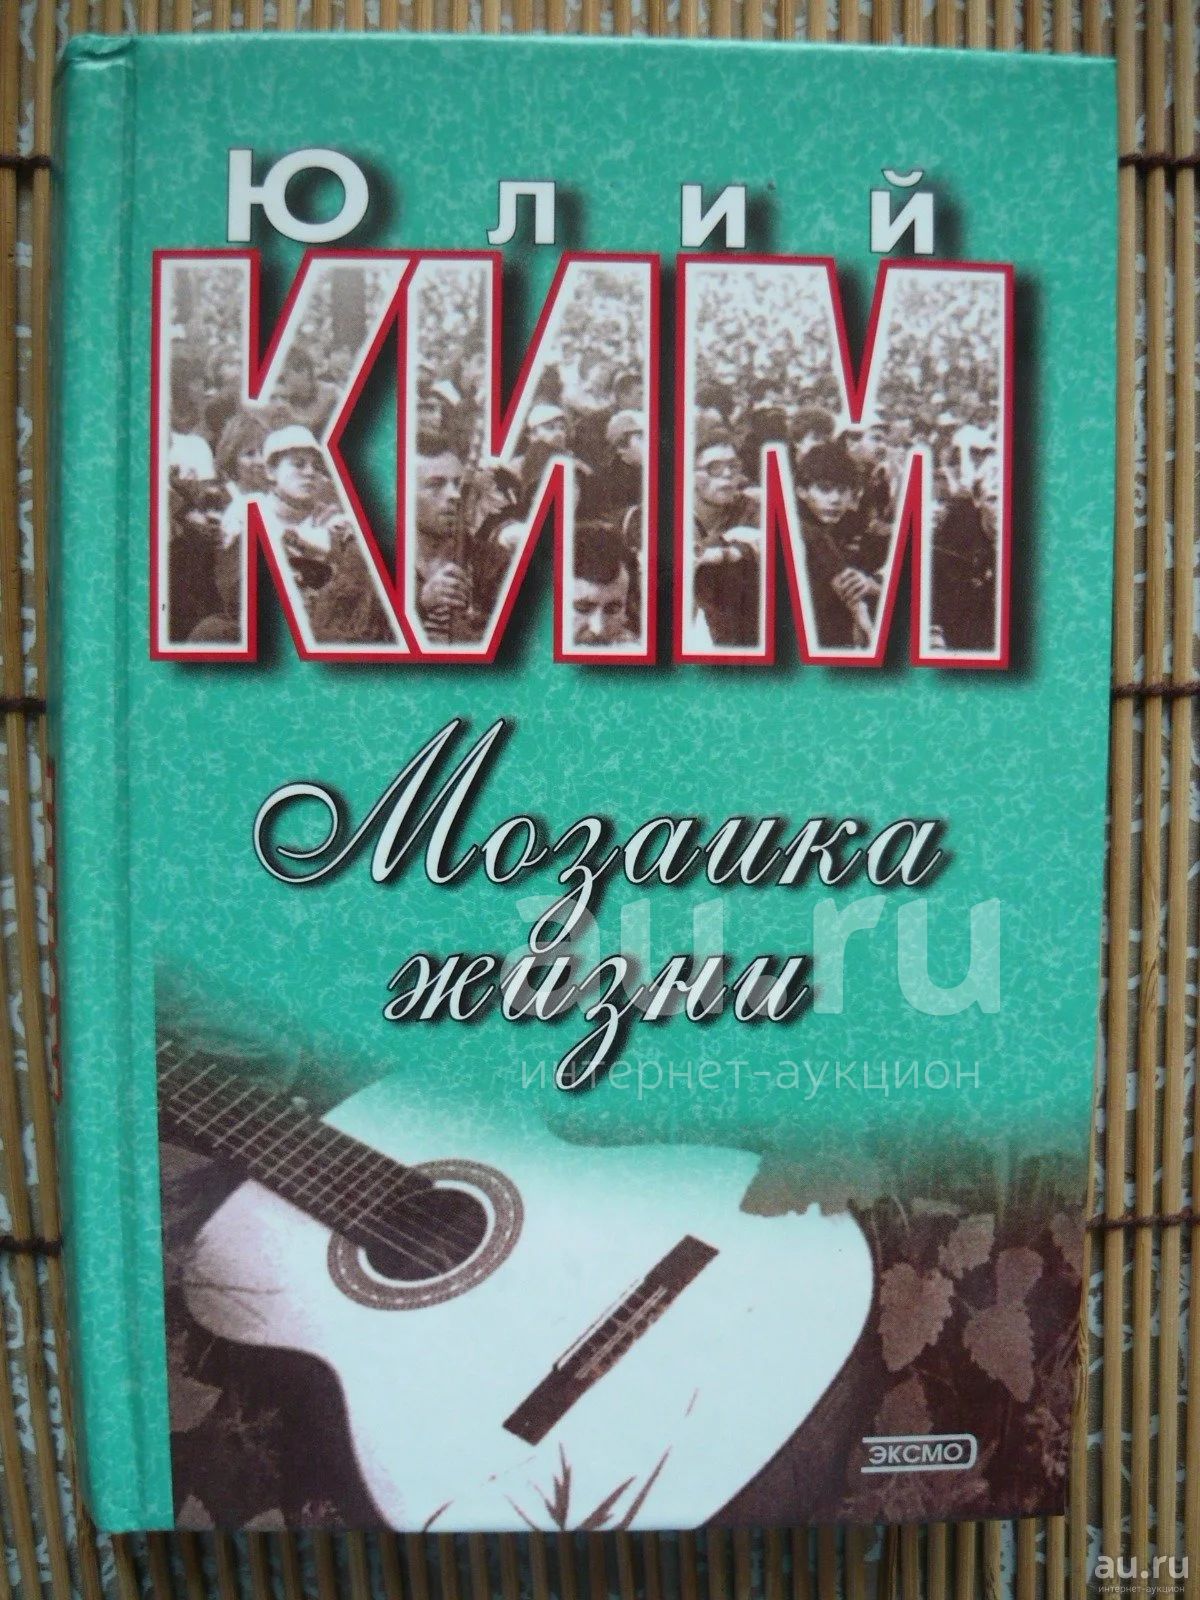 Юлий
КИМ
Мозаика
жизни
au.ru
интернет-аукцион
ЭКСМО
au.ru
интернет-аукцион